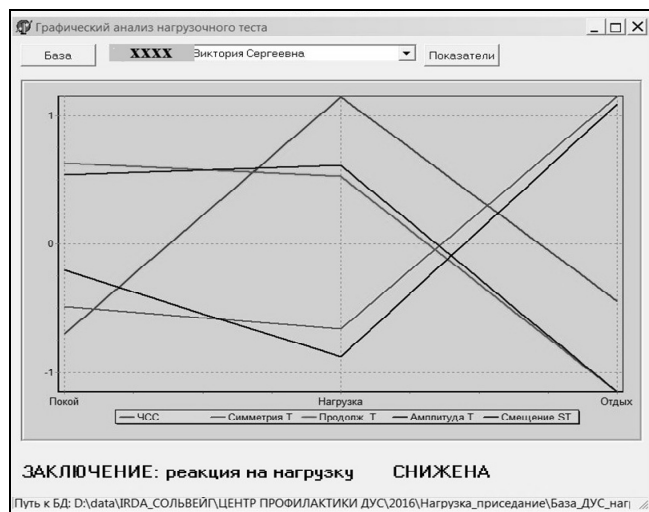 Графический анализ нагрузочного теста
База XXXX Виктория Сергеевна Показатели
1
0
-1
Покой Нагрузка Отдых
ЧСС Симметрия Т Продолж. Т Амплитуда Т Смещение ST
ЗАКЛЮЧЕНИЕ: реакция на нагрузку СНИЖЕНА
Путь к БД: D:\data\IRDA_СОЛЬВЕЙГ\ЦЕНТР ПРОФИЛАКТИКИ ДУС\2016\Нагрузка_приседание\База_ДУС_наг